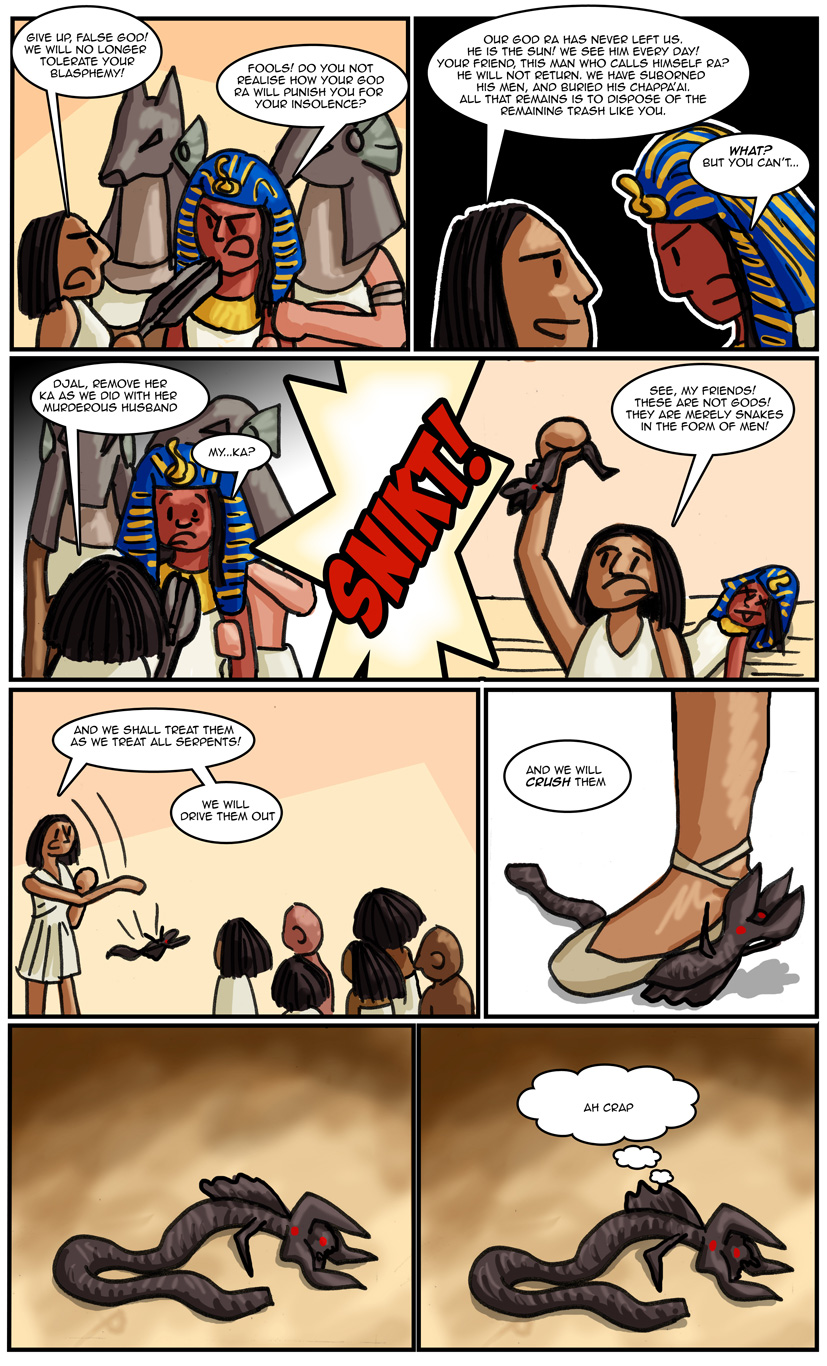 GIVE UP, FALSE GOD!
WE WILL NO LONGER
TOLERATE YOUR
BLASPHEMY!
FOOLS! DO YOU NOT
REALISE HOW YOUR GOD
RA WILL PUNISH YOU FOR
YOUR INSOLENCE?
OUR GOD RA HAS NEVER LEFT US.
HE IS THE SUN! WE SEE HIM EVERY DAY!
YOUR FRIEND, THIS MAN WHO CALLS HIMSELF RA?
HE WILL NOT RETURN. WE HAVE SUBORNED
HIS MEN, AND BURIED HIS CHAPPA'AI.
ALL THAT REMAINS IS TO DISPOSE OF THE
REMAINING TRASH LIKE YOU.
WHAT?
BUT YOU CAN'T...
DJAL, REMOVE HER
KA AS WE DID WITH HER
MURDEROUS HUSBAND
MY...KA?
SNIKT!
SEE, MY FRIENDS!
THESE ARE NOT GODS!
THEY ARE MERELY SNAKES
IN THE FORM OF MEN!
AND WE SHALL TREAT THEM
AS WE TREAT ALL SERPENTS!
WE WILL
DRIVE THEM OUT
AND WE WILL
CRUSH THEM
AH CRAP